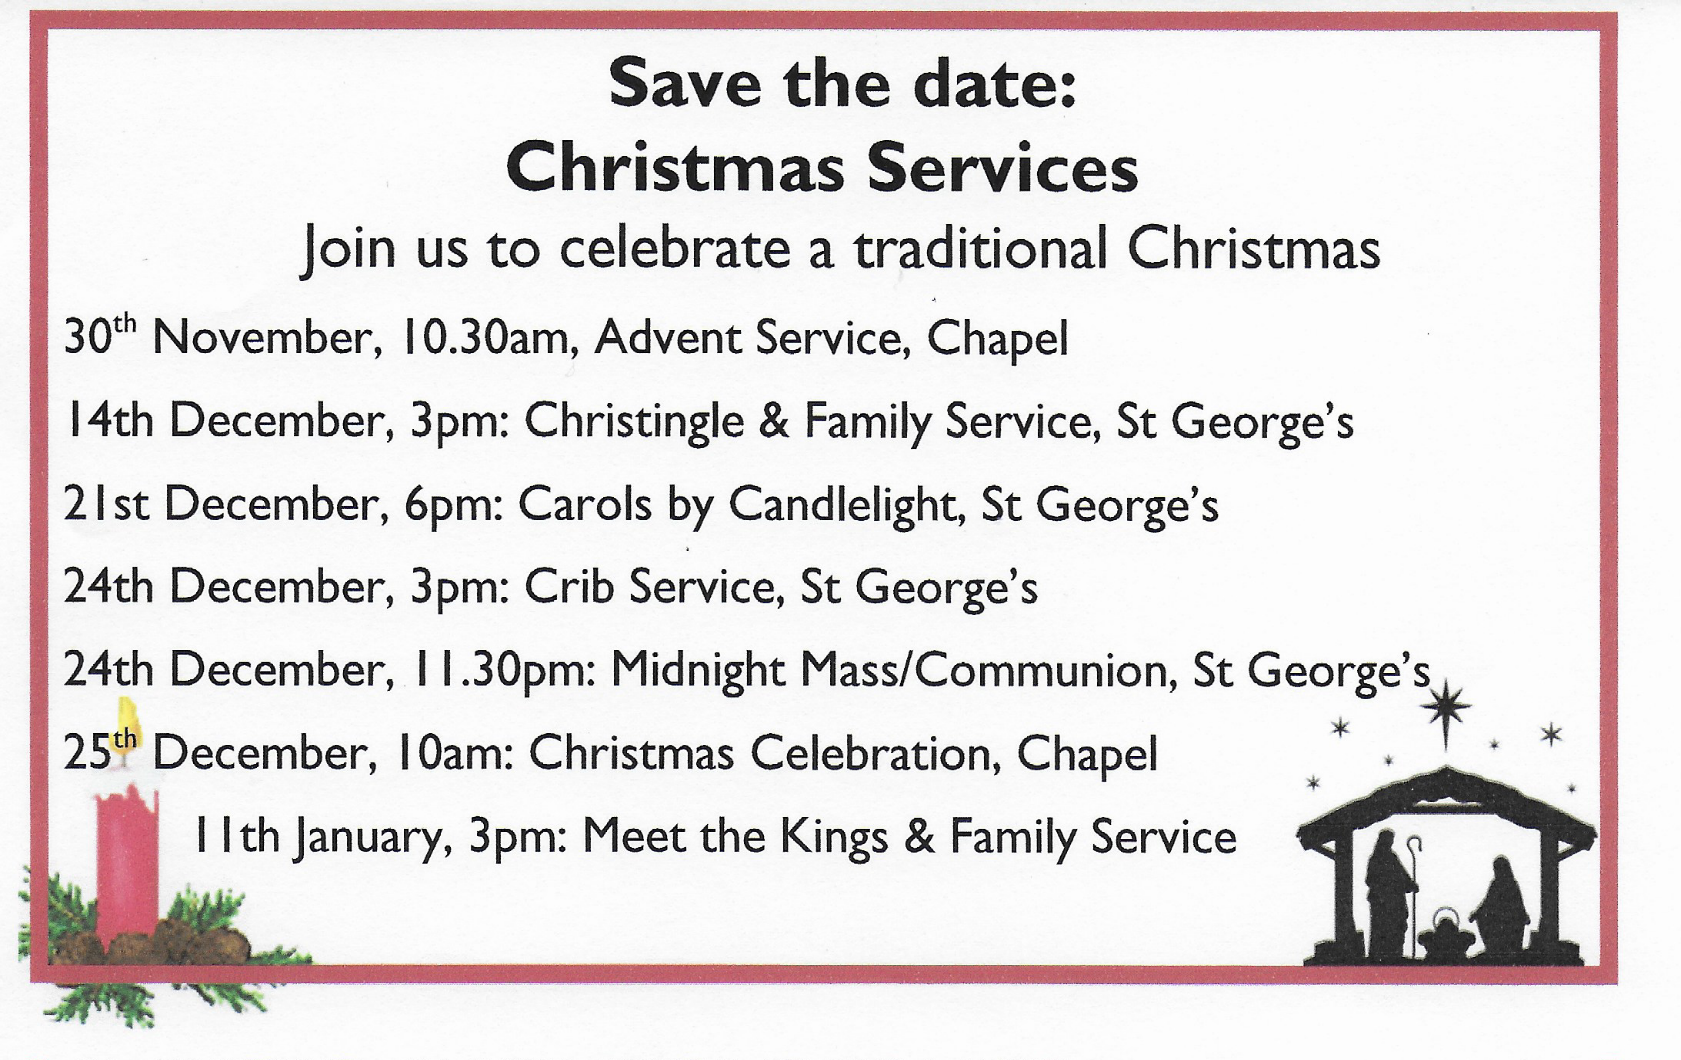 Save the date:
Christmas Services
Join us to celebrate a traditional Christmas
30th November, 10.30am, Advent Service, Chapel
14th December, 3pm: Christingle & Family Service, St George's
21st December, 6pm: Carols by Candlelight, St George's
24th December, 3pm: Crib Service, St George's
24th December, 11.30pm: Midnight Mass/Communion, St George's
25th December, 10am: Christmas Celebration, Chapel
11th January, 3pm: Meet the Kings & Family Service